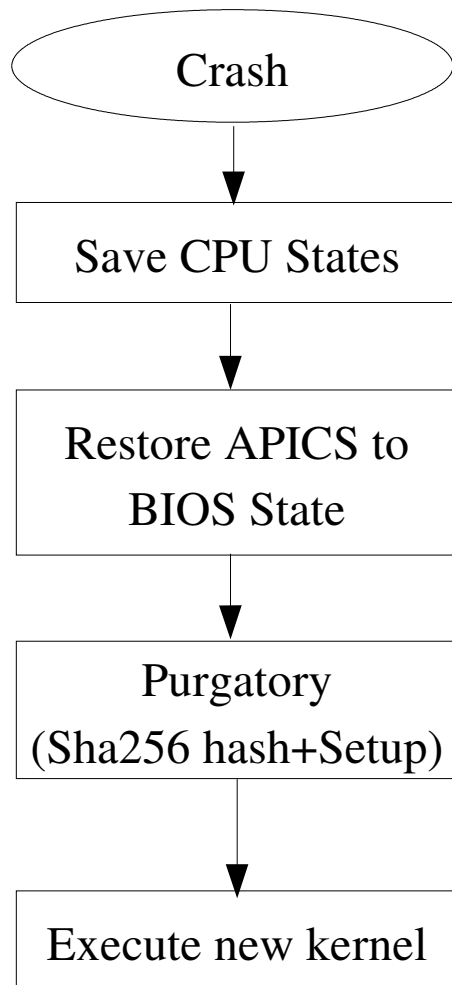 Crash
Save CPU States
Restore APICS to
BIOS State
Purgatory
(Sha256 hash+Setup)
Execute new kernel